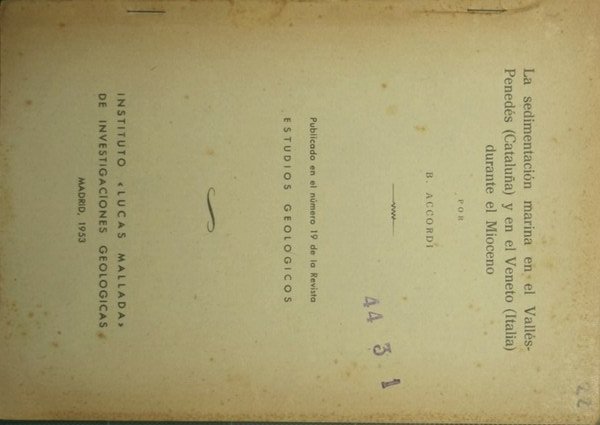 La sedimentación marina en el Vallés-
Penedés (Cataluña) y en el Veneto (Italia)
durante el Mioceno
POR
B. ACCORDI
Publicado en el número 19 de la Revista
ESTUDIOS GEOLOGICOS
44 3 1
INSTITUTO «LUCAS MALLADA»
DE INVESTIGACIONES GEOLOGICAS
MADRID, 1953
22